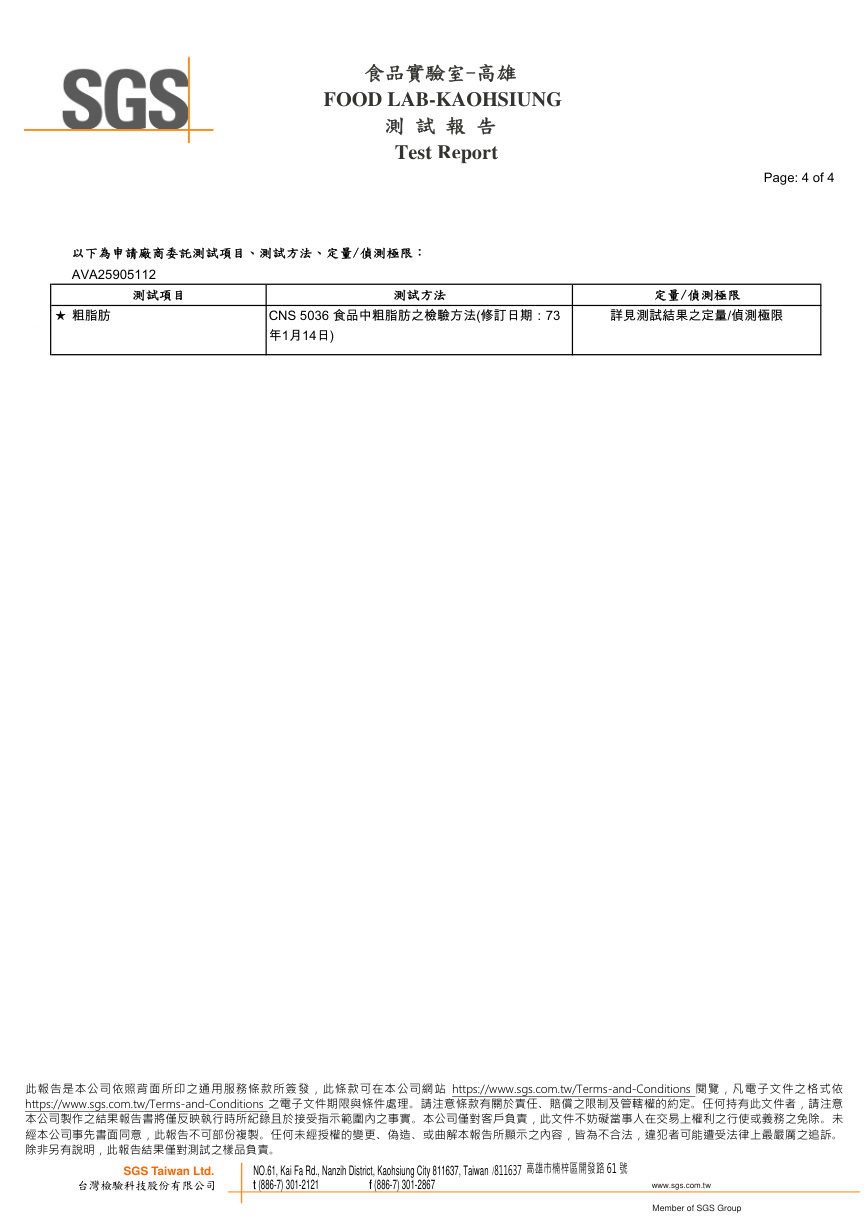 SGS
食品實驗室-高雄
FOOD LAB-KAOHSIUNG
測 試 報 告
Test Report
Page: 4 of 4
以下為申請廠商委託測試項目、測試方法、定量/偵測極限：
AVA25905112
測試項目 測試方法 定量/偵測極限
★ 粗脂肪 CNS 5036 食品中粗脂肪之檢驗方法(修訂日期：73 詳見測試結果之定量/偵測極限
年1月14日)
此報告是本公司依照背面所印之通用服務條款所簽發，此條款可在本公司網站 https://www.sgs.com.tw/Terms-and-Conditions 閱覽，凡電子文件之格式依
https://www.sgs.com.tw/Terms-and-Conditions 之電子文件期限與條件處理。請注意條款有關於責任、賠償之限制及管轄權的約定。任何持有此文件者，請注意
本公司製作之結果報告書將僅反映執行時所紀錄且於接受指示範圍內之事實。本公司僅對客戶負責，此文件不妨礙當事人在交易上權利之行使或義務之免除。未
經本公司事先書面同意，此報告不可部份複製。任何未經授權的變更、偽造、或曲解本報告所顯示之內容，皆為不合法，違犯者可能遭受法律上最嚴厲之追訴。
除非另有說明，此報告結果僅對測試之樣品負責。
SGS Taiwan Ltd. NO.61, Kai Fa Rd., Nanzih District, Kaohsiung City 811637, Taiwan /811637 高雄市楠梓區開發路 61 號
台灣檢驗科技股份有限公司 t (886-7) 301-2121 f (886-7) 301-2867 www.sgs.com.tw
Member of SGS Group